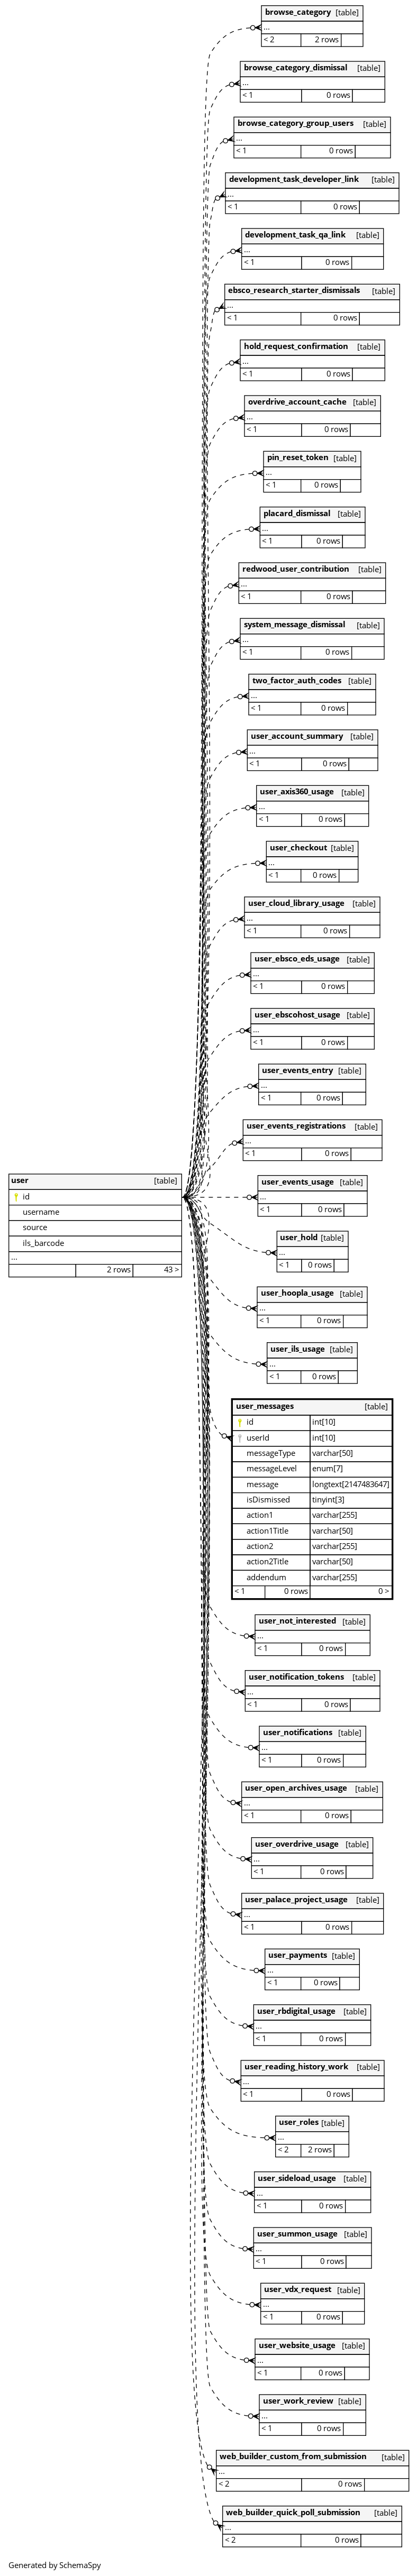 browse_category [table]
...
< 2 2 rows
browse_category_dismissal [table]
...
< 1 0 rows
browse_category_group_users [table]
...
< 1 0 rows
development_task_developer_link [table]
...
< 1 0 rows
development_task_qa_link [table]
...
< 1 0 rows
ebsco_research_starter_dismissals [table]
...
< 1 0 rows
hold_request_confirmation [table]
...
< 1 0 rows
overdrive_account_cache [table]
...
< 1 0 rows
pin_reset_token [table]
...
< 1 0 rows
placard_dismissal [table]
...
< 1 0 rows
redwood_user_contribution [table]
...
< 1 0 rows
system_message_dismissal [table]
...
< 1 0 rows
two_factor_auth_codes [table]
...
< 1 0 rows
user_account_summary [table]
...
< 1 0 rows
user_axis360_usage [table]
...
< 1 0 rows
user_checkout [table]
...
< 1 0 rows
user_cloud_library_usage [table]
...
< 1 0 rows
user_ebsco_eds_usage [table]
...
< 1 0 rows
user_ebscohost_usage [table]
...
< 1 0 rows
user_events_entry [table]
...
< 1 0 rows
user_events_registrations [table]
...
< 1 0 rows
user [table]
id
username
source
ils_barcode
...
2 rows 43 >
user_events_usage [table]
...
< 1 0 rows
user_hold [table]
...
< 1 0 rows
user_hoopla_usage [table]
...
< 1 0 rows
user_ils_usage [table]
...
< 1 0 rows
user_messages [table]
id int[10]
userId int[10]
messageType varchar[50]
messageLevel enum[7]
message longtext[2147483647]
isDismissed tinyint[3]
action1 varchar[255]
action1Title varchar[50]
action2 varchar[255]
action2Title varchar[50]
addendum varchar[255]
< 1 0 rows 0 >
user_not_interested [table]
...
< 1 0 rows
user_notification_tokens [table]
...
< 1 0 rows
user_notifications [table]
...
< 1 0 rows
user_open_archives_usage [table]
...
< 1 0 rows
user_overdrive_usage [table]
...
< 1 0 rows
user_palace_project_usage [table]
...
< 1 0 rows
user_payments [table]
...
< 1 0 rows
user_rbdigital_usage [table]
...
< 1 0 rows
user_reading_history_work [table]
...
< 1 0 rows
user_roles [table]
...
< 2 2 rows
user_sideload_usage [table]
...
< 1 0 rows
user_summon_usage [table]
...
< 1 0 rows
user_vdx_request [table]
...
< 1 0 rows
user_website_usage [table]
...
< 1 0 rows
user_work_review [table]
...
< 1 0 rows
web_builder_custom_from_submission [table]
...
< 2 0 rows
web_builder_quick_poll_submission [table]
...
< 2 0 rows
Generated by SchemaSpy